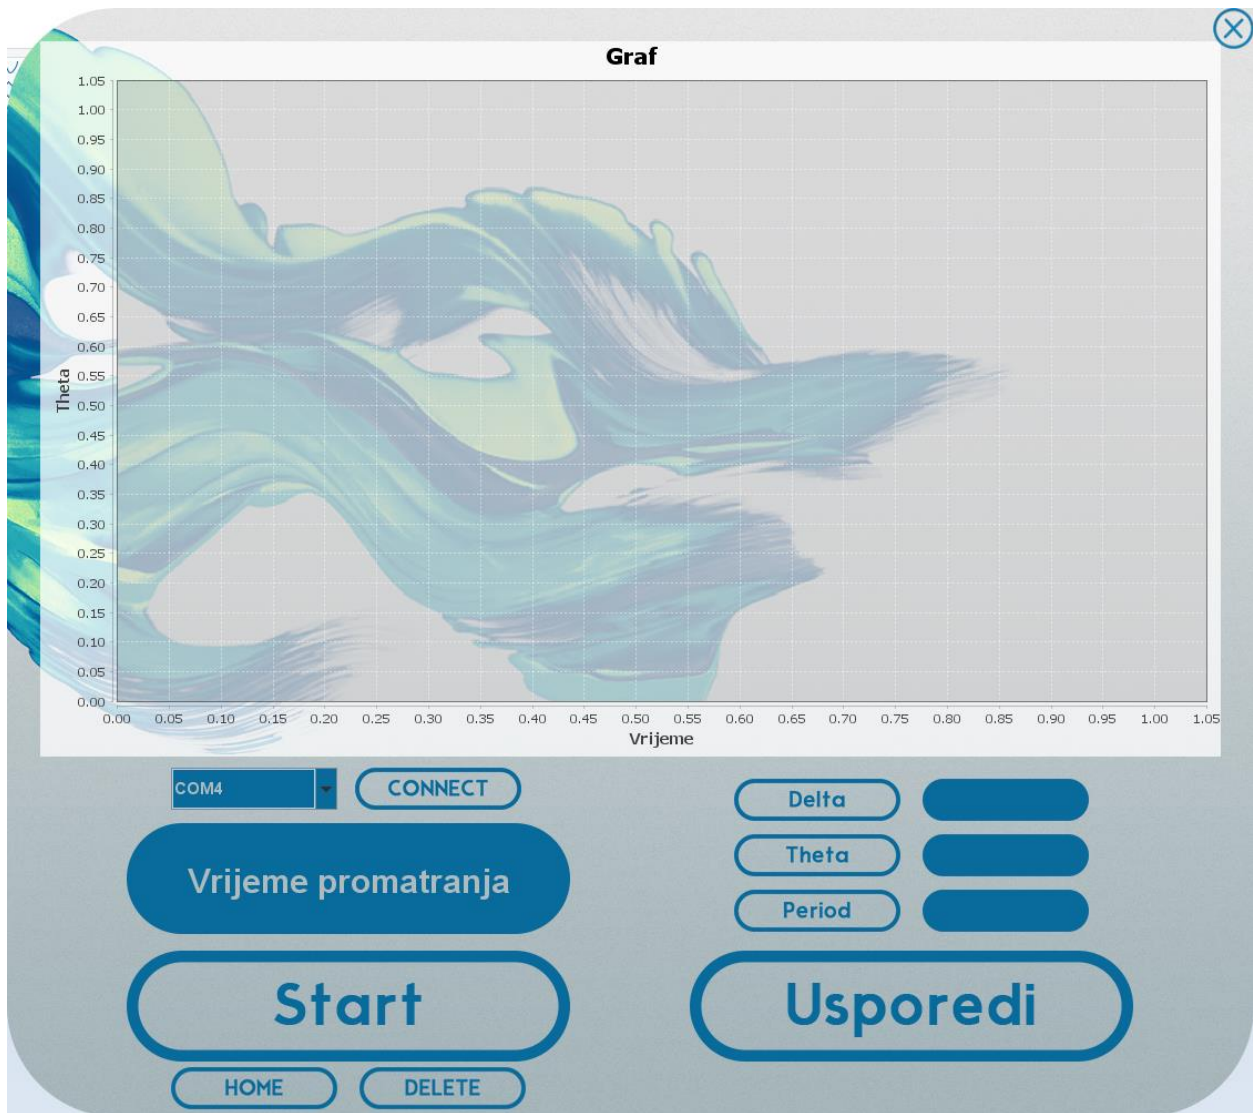 Graf
1.05
1.00
0.95
0.90
0.85
0.80
0.75
0.70
0.65
0.60
0.55
0.50
0.45
0.40
0.35
0.30
0.25
0.20
0.15
0.10
0.05
0.00
Theta
0.00 0.05 0.10 0.15 0.20 0.25 0.30 0.35 0.40 0.45 0.50 0.55 0.60 0.65 0.70 0.75 0.80 0.85 0.90 0.95 1.00 1.05
Vrijeme
COM4 CONNECT
Vrijeme promatranja
Start
HOME DELETE
Delta
Theta
Period
Usporedi